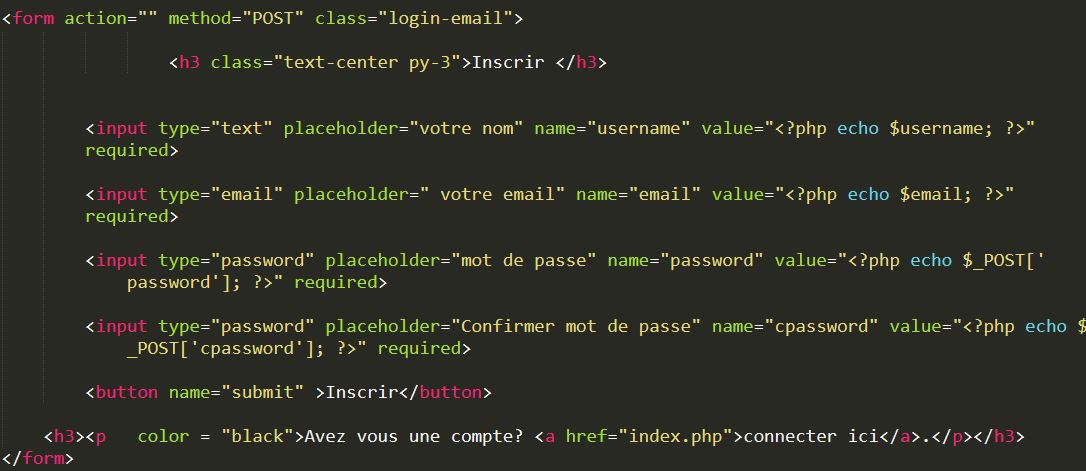 <form action="" method="POST" class="login-email">
<h3 class="text-center py-3">Inscrir </h3>
<input type="text" placeholder="votre nom" name="username" value="<?php echo $username; ?>"
required>
<input type="email" placeholder=" votre email" name="email" value="<?php echo $email; ?>"
required>
<input type="password" placeholder="mot de passe" name="password" value="<?php echo $_POST['
password']; ?>" required>
<input type="password" placeholder="Confirmer mot de passe" name="cpassword" value="<?php echo $
_POST['cpassword']; ?>" required>
<button name="submit" >Inscrir</button>
<h3><p   color = "black">Avez vous une compte? <a href="index.php">connecter ici</a>.</p></h3>
</form>